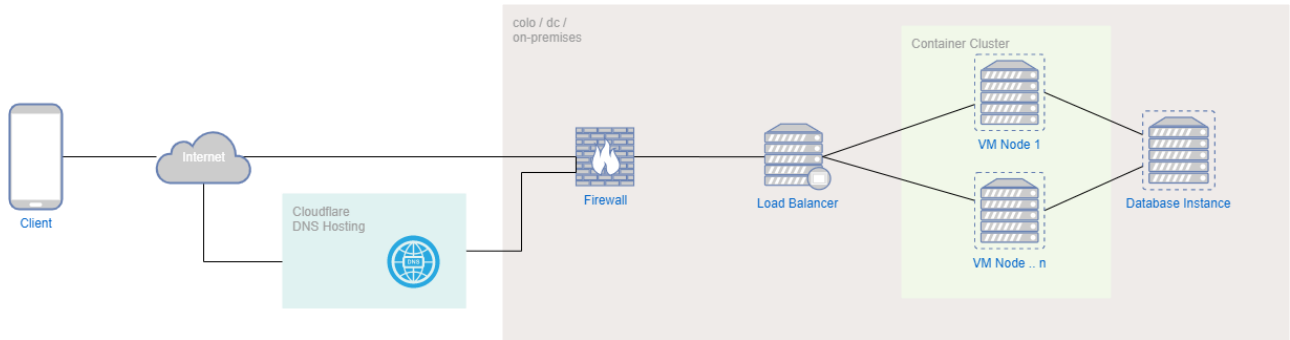 colo / dc /
on-premises
Container Cluster
VM Node 1
Internet
Firewall
Load Balancer
Database Instance
Client
Cloudflare
DNS Hosting
DNS
VM Node .. n